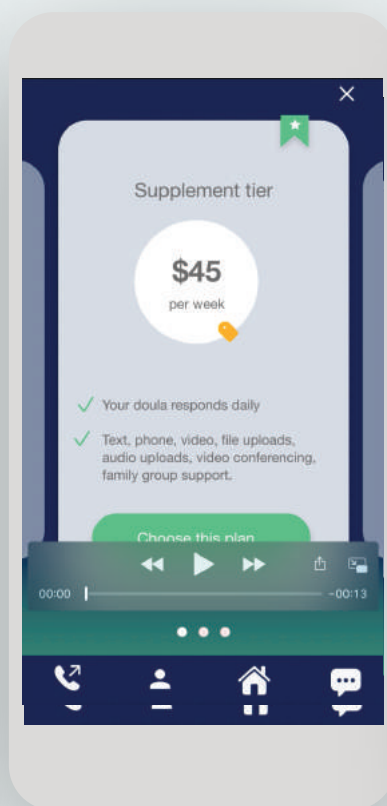 Supplement tier
$45
per week
Your doula responds daily
Text, phone, video, file uploads,
audio uploads, video conferencing,
family group support.
Choose this plan
00:00
-00:13